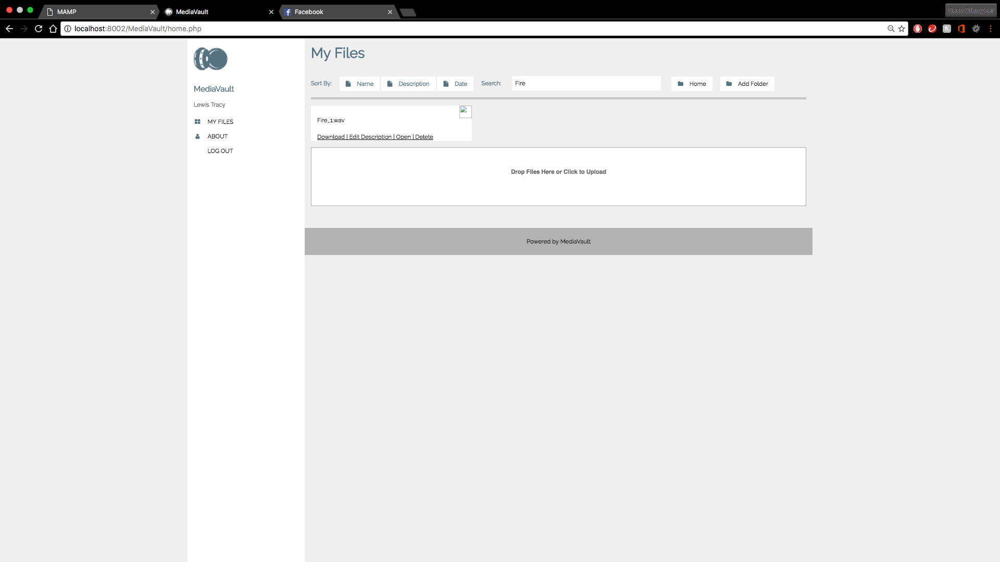 MAMP
MediaVault
Facebook
Sean Cristopher
localhost:8002/MediaVault/home.php
My Files
Sort By: Name Description Date Search: Fire Home Add Folder
MediaVault
Lewis Tracy
MY FILES
ABOUT
LOG OUT
Fire_1.wav
Download | Edit Description | Open | Delete
Drop Files Here or Click to Upload
Powered by MediaVault